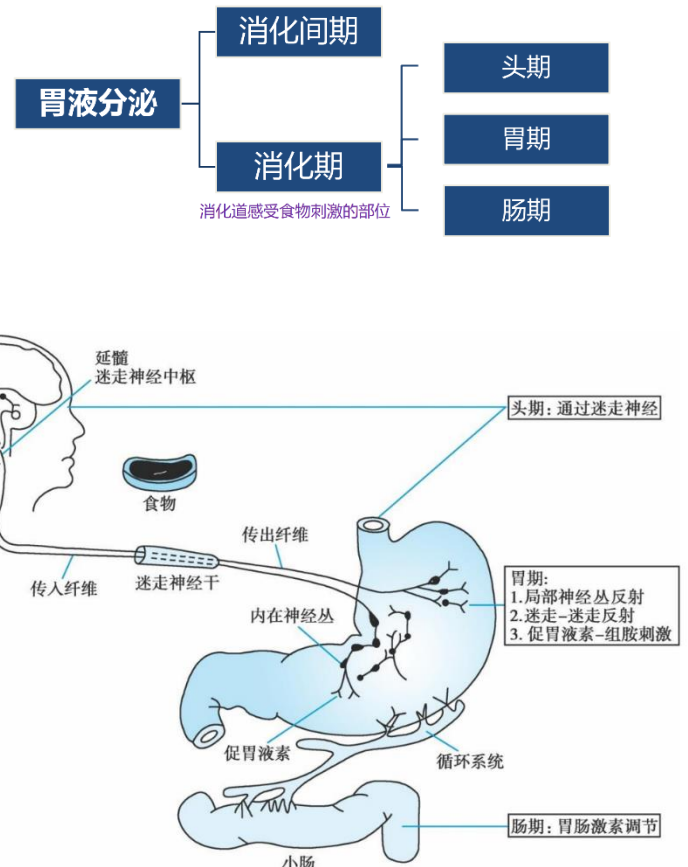 消化间期
胃液分泌
头期
消化期
胃期
消化道感受食物刺激的部位
肠期
延髓
迷走神经中枢
头期：通过迷走神经
食物
传出纤维
传入纤维
迷走神经干
胃期：
1.局部神经丛反射
2.迷走-迷走反射
3. 促胃液素-组胺刺激
内在神经丛
促胃液素
循环系统
肠期：胃肠激素调节
小肠